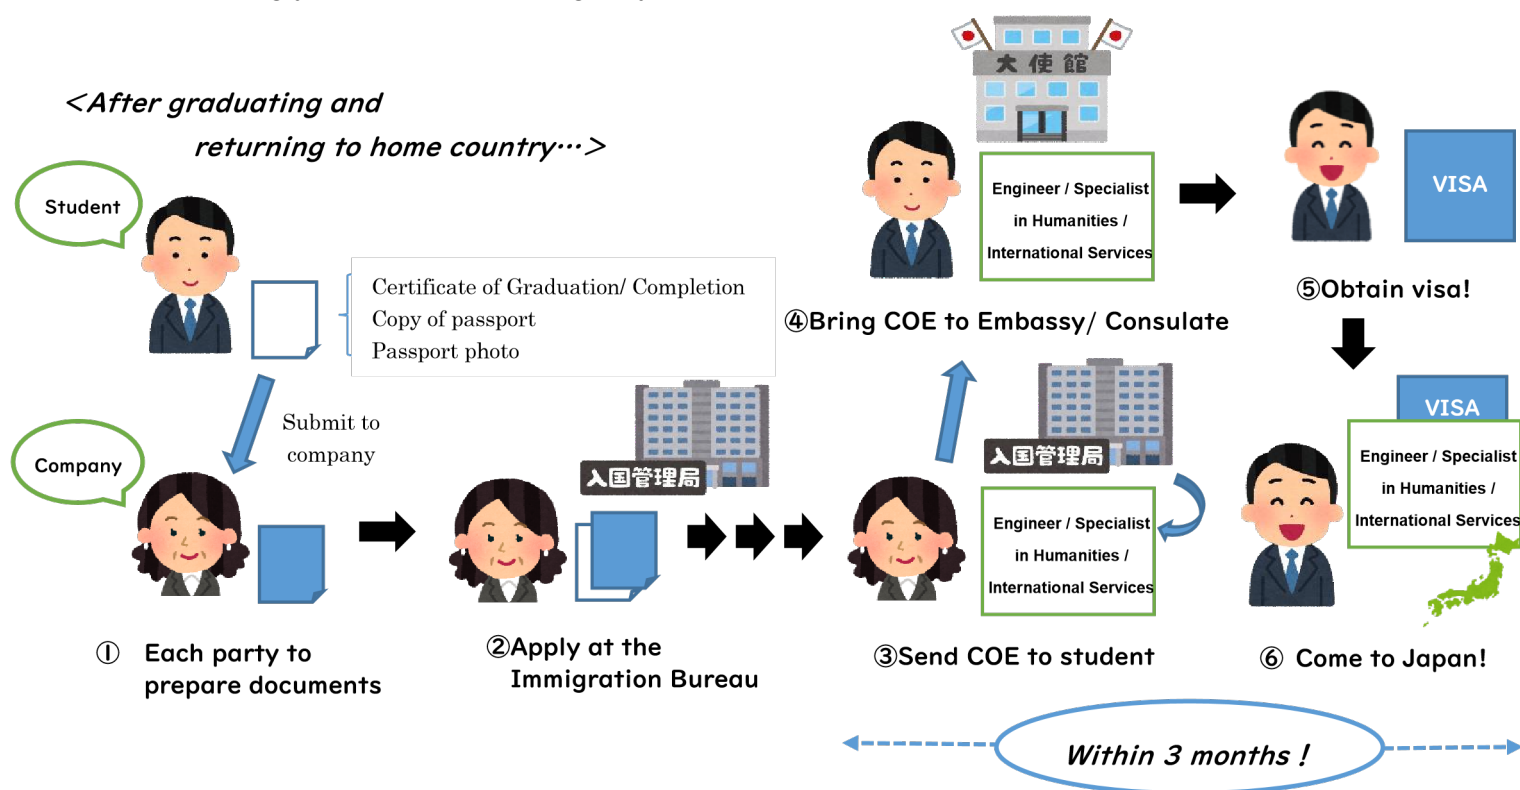 <After graduating and
returning to home country…>
Student
Certificate of Graduation/ Completion
Copy of passport
Passport photo
Submit to
company
Company
入国管理局
① Each party to
prepare documents
②Apply at the
Immigration Bureau
入国管理局
Engineer / Specialist
in Humanities /
International Services
③Send COE to student
大使館
Engineer / Specialist
in Humanities /
International Services
④Bring COE to Embassy/ Consulate
VISA
⑤Obtain visa!
VISA
Engineer / Specialist
in Humanities /
International Services
⑥ Come to Japan!
Within 3 months !